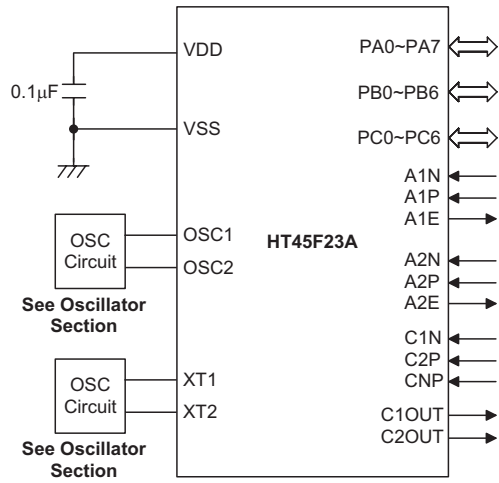 VDD
0.1μF
VSS
OSC
Circuit
OSC1
OSC2
See Oscillator
Section
OSC
Circuit
XT1
XT2
See Oscillator
Section
HT45F23A
PA0~PA7
PB0~PB6
PC0~PC6
A1N
A1P
A1E
A2N
A2P
A2E
C1N
C2P
CNP
C1OUT
C2OUT